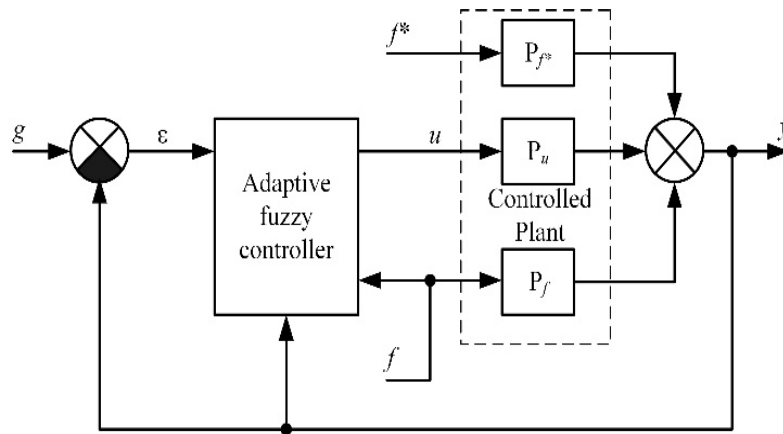 f*
P_f*
g
ε
u
P_u
Adaptive
fuzzy
controller
Controlled
Plant
P_f
f